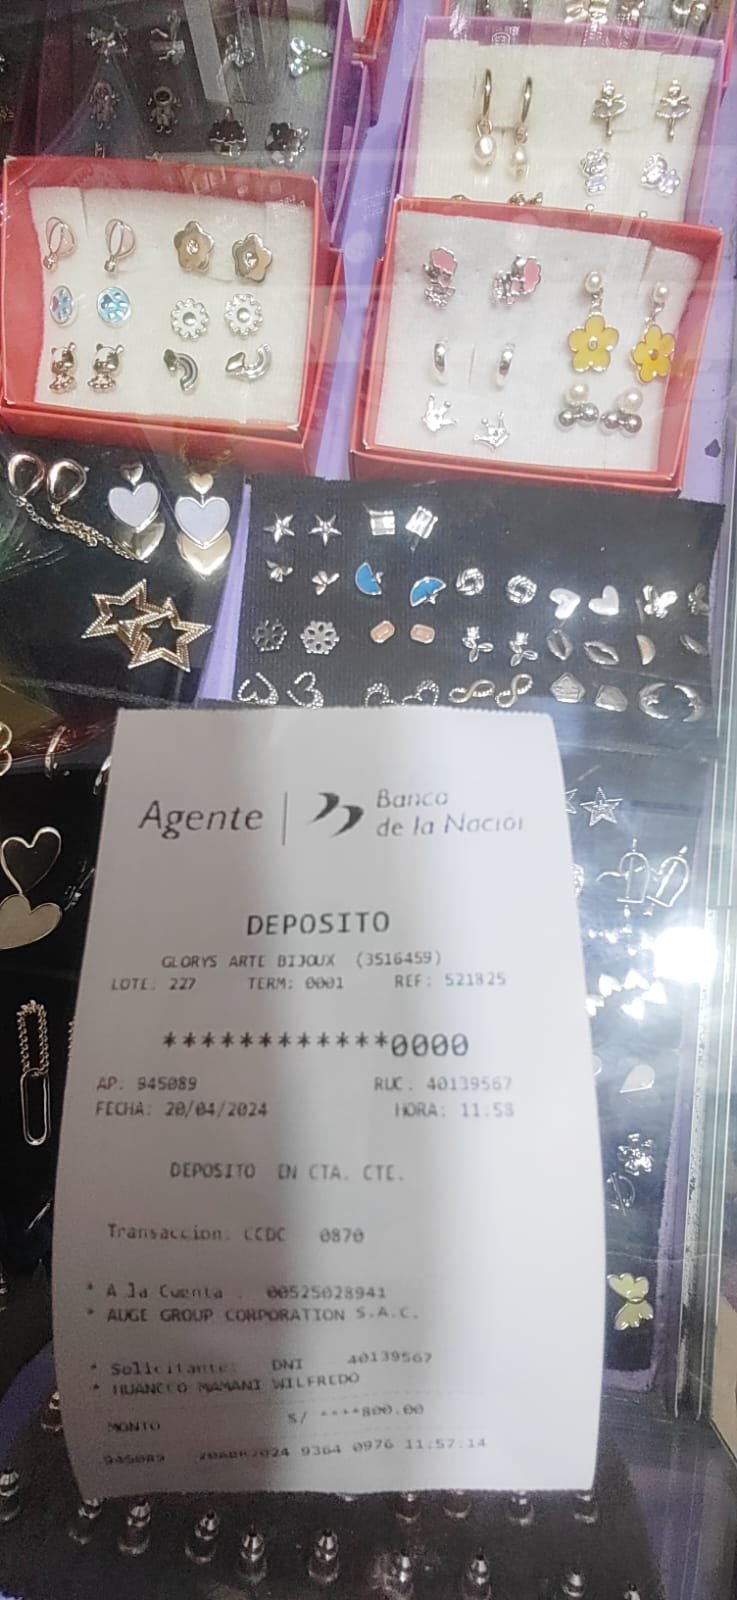 Agente | Banco
de la Nación
DEPOSITO
GLORYS ARTE BIJOUX (3516459)
LOTE: 227 TERM: 0001 REF: 521825
************0000
AP: 945089 RUC: 40139567
FECHA: 20/04/2024 HORA: 11:58
DEPOSITO EN CTA. CTE.
Transaccion: CCDC 0870
* A la Cuenta : 00525028941
* AUGE GROUP CORPORATION S.A.C.
* Solicitante: DNI 40139567
* HUANCCO MAMANI WILFREDO
MONTO S/ ****800.00
945089 20ABR2024 9364 0976 11:57:14